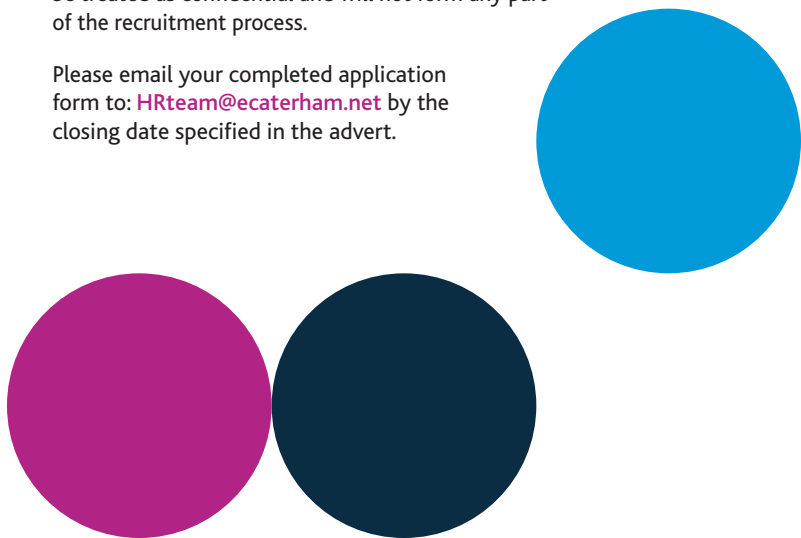 of the recruitment process.
Please email your completed application
form to: HRteam@ecaterham.net by the
closing date specified in the advert.